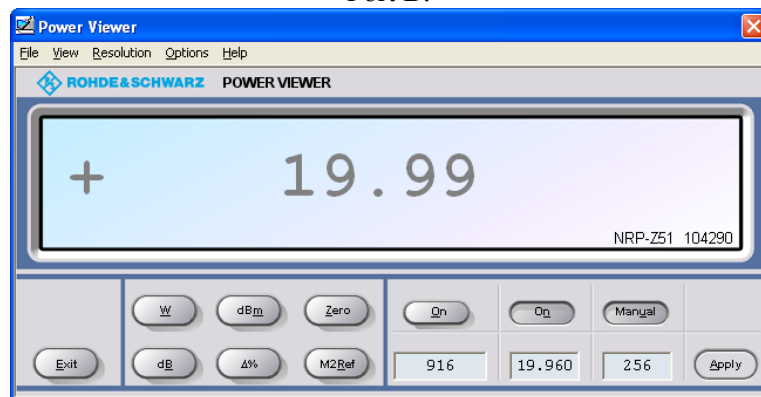 Power Viewer
File View Resolution Options Help
ROHDE&SCHWARZ POWER VIEWER
+ 19.99
NRP-Z51 104290
W dBm Zero On On Manual
Exit dB Δ% M2Ref 916 19.960 256 Apply